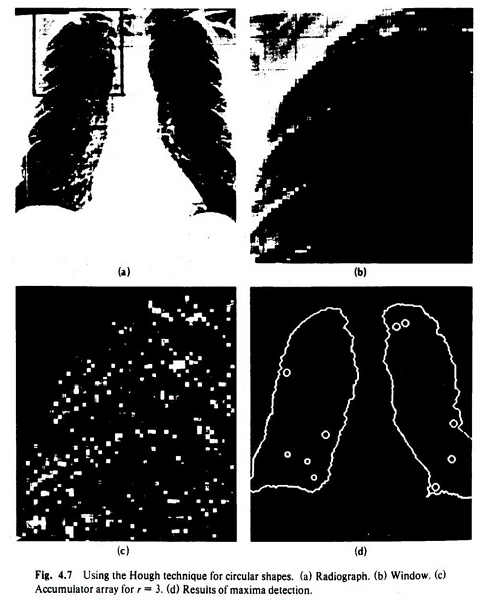 (a)
(b)
(c)
(d)
Fig. 4.7 Using the Hough technique for circular shapes. (a) Radiograph. (b) Window. (c)
Accumulator array for r = 3. (d) Results of maxima detection.